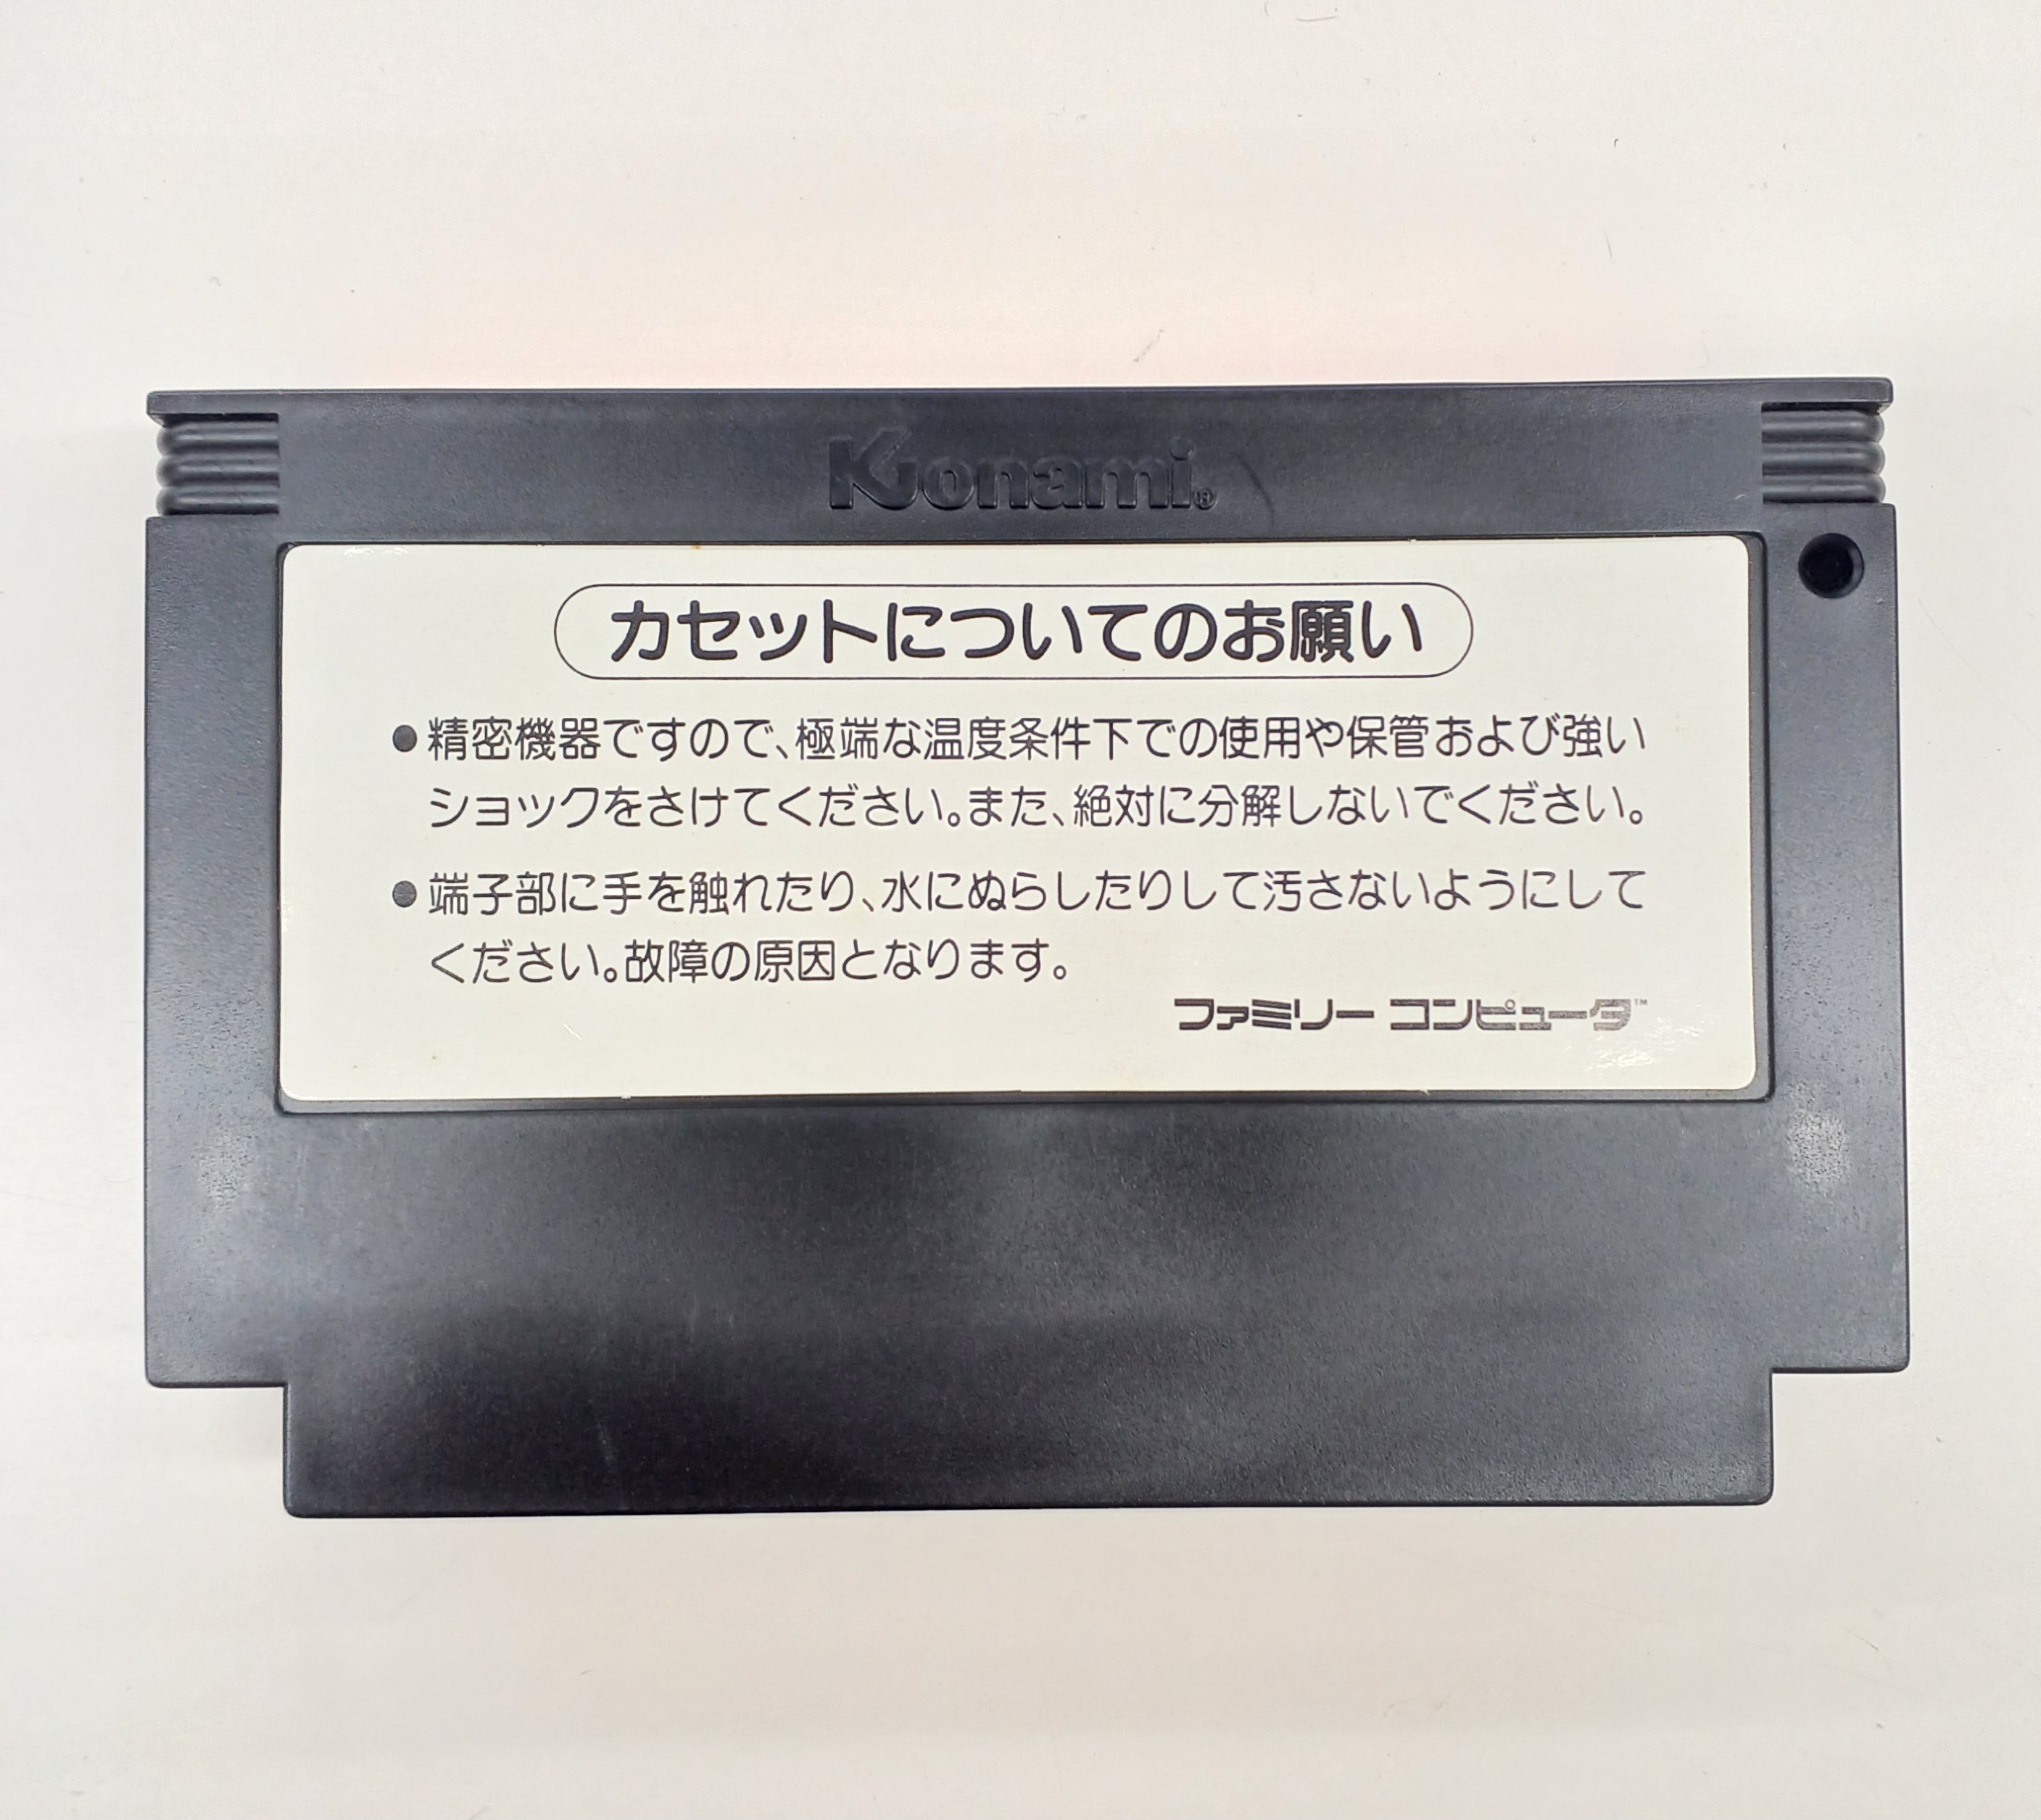 Konami®
カセットについてのお願い
●精密機器ですので、極端な温度条件下での使用や保管および強い
ショックをさけてください。また、絶対に分解しないでください。
●端子部に手を触れたり、水にぬらしたりして汚さないようにして
ください。故障の原因となります。
ファミリー コンピュータ™